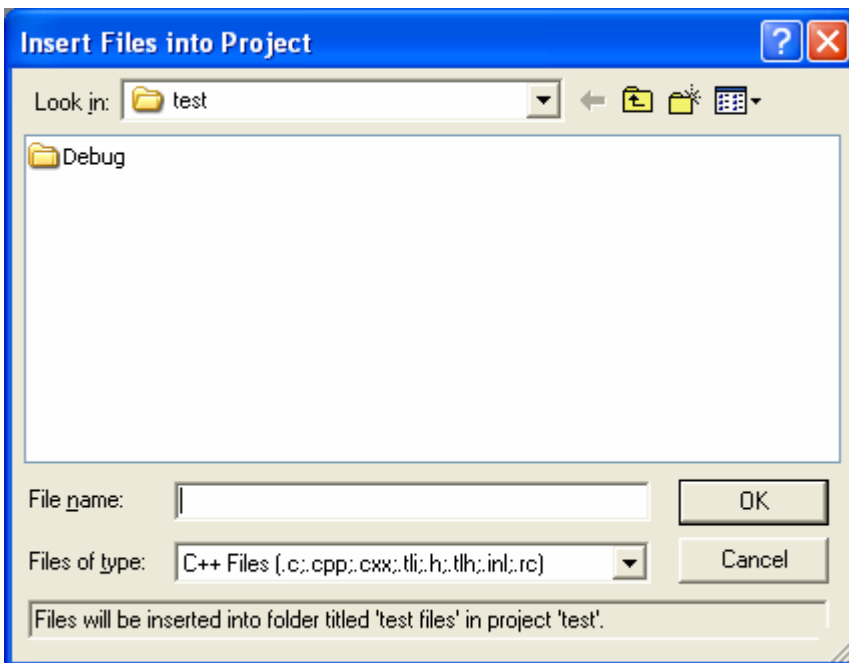 Insert Files into Project
Look in: test
Debug
File name:
OK
Files of type: C++ Files (.c;.cpp;.cxx;.tli;.h;.tlh;.inl;.rc)
Cancel
Files will be inserted into folder titled 'test files' in project 'test'.